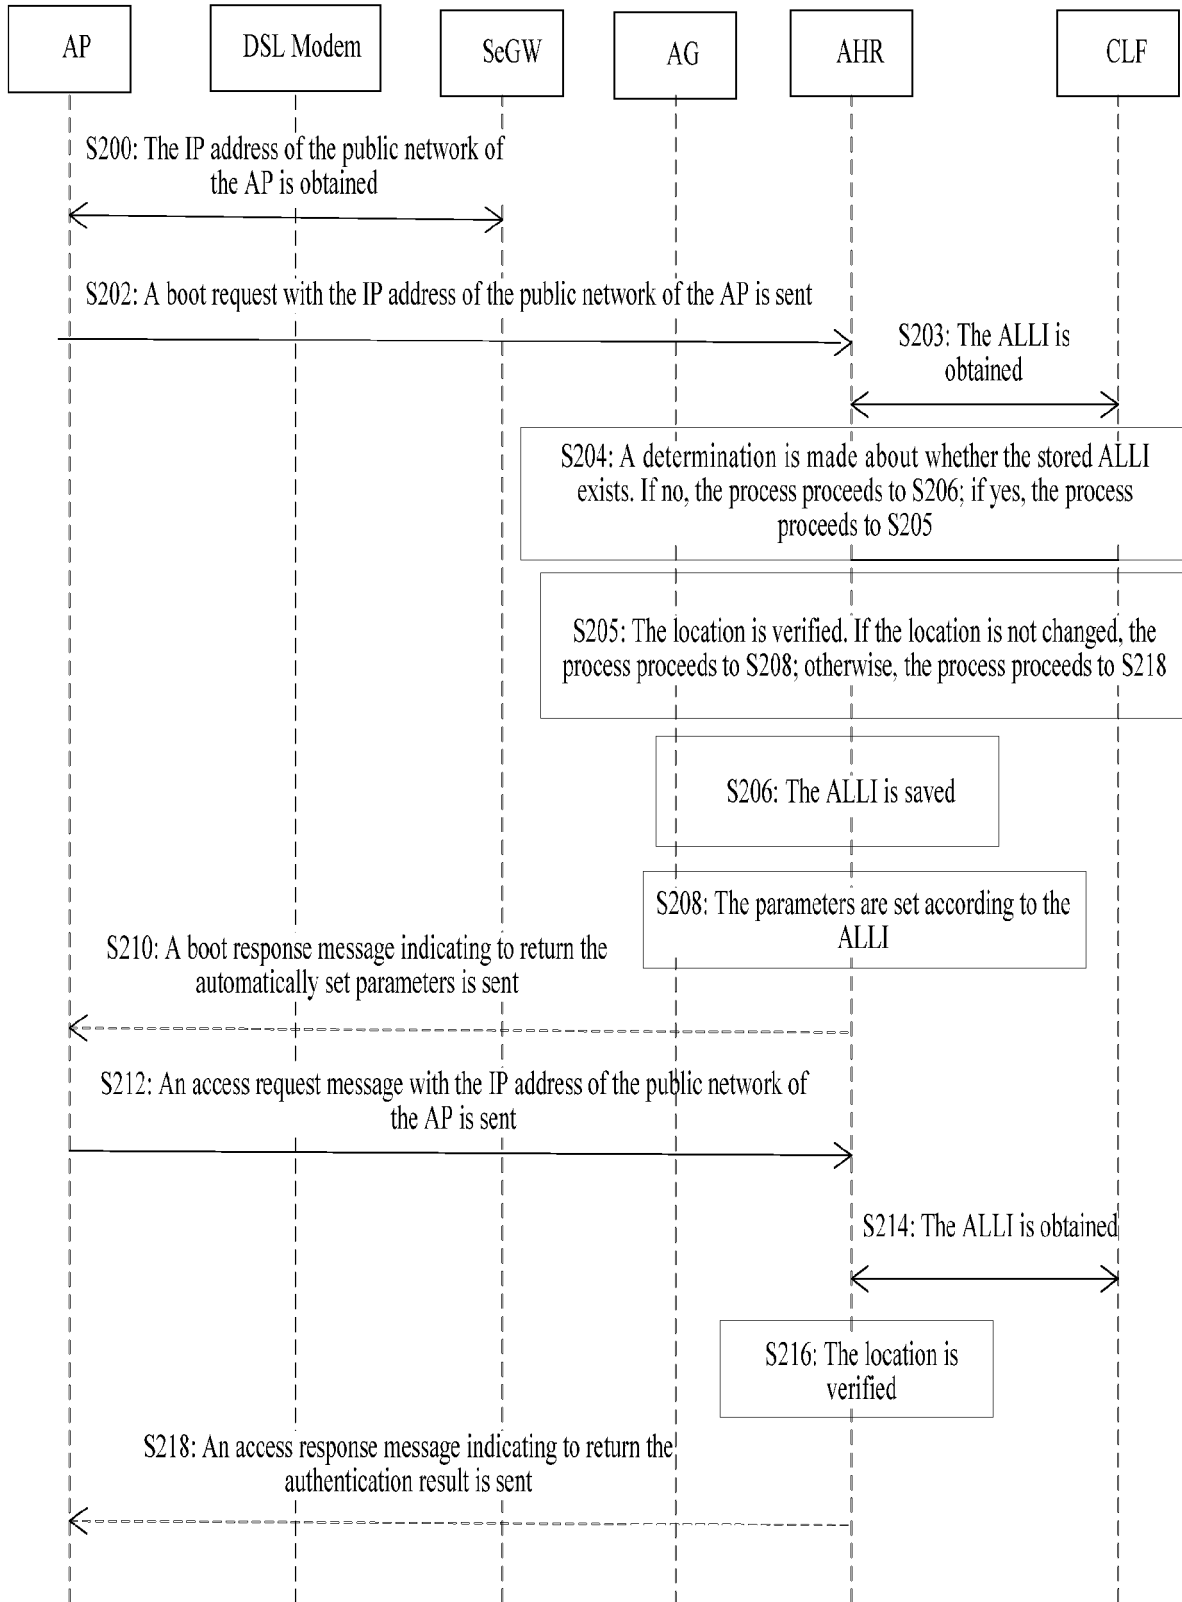 AP
DSL Modem
SeGW
AG
AHR
CLF
S200: The IP address of the public network of
the AP is obtained
S202: A boot request with the IP address of the public network of the AP is sent
S203: The ALLI is
obtained
S204: A determination is made about whether the stored ALLI
exists. If no, the process proceeds to S206; if yes, the process
proceeds to S205
S205: The location is verified. If the location is not changed, the
process proceeds to S208; otherwise, the process proceeds to S218
S206: The ALLI is saved
S208: The parameters are set according to the
ALLI
S210: A boot response message indicating to return the
automatically set parameters is sent
S212: An access request message with the IP address of the public network of
the AP is sent
S214: The ALLI is obtained
S216: The location is
verified
S218: An access response message indicating to return the
authentication result is sent